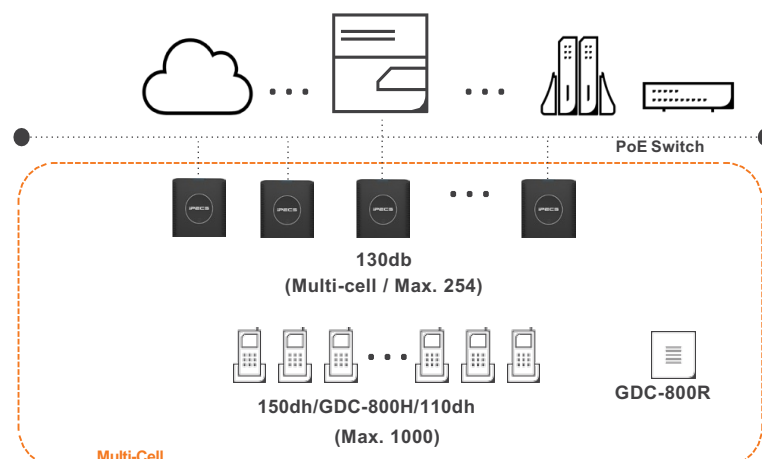 PoE Switch
iPECS iPECS iPECS iPECS
130db
(Multi-cell / Max. 254)
150dh/GDC-800H/110dh
GDC-800R
(Max. 1000)
Multi-Cell